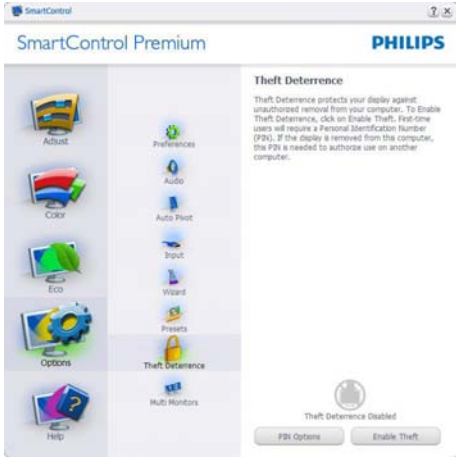 SmartControl
SmartControl Premium
PHILIPS
Adjust
Color
Eco
Options
Help
Preferences
Audio
Auto Pivot
Input
Wizard
Presets
Theft Deterrence
Multi Monitors
Theft Deterrence
Theft Deterrence protects your display against
unauthorized removal from your computer. To Enable
Theft Deterrence, click on Enable Theft. First-time
users will require a Personal Identification Number
(PIN). If the display is removed from this computer,
this PIN is needed to authorize use on another
computer.
Theft Deterrence Disabled
PIN Options
Enable Theft